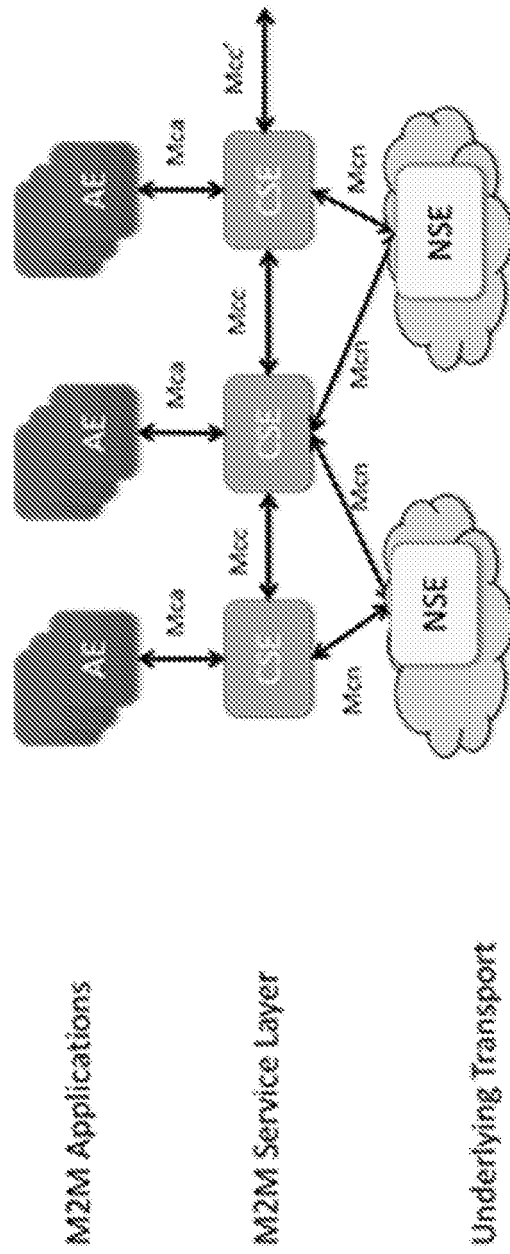 M2M Applications
AE
AE
AE
Mca
Mca
Mca
M2M Service Layer
CSE
Mcc
CSE
Mcc
CSE
Mcc'
Mcn
Mcn
Mcn
Mcn
Underlying Transport
NSE
NSE